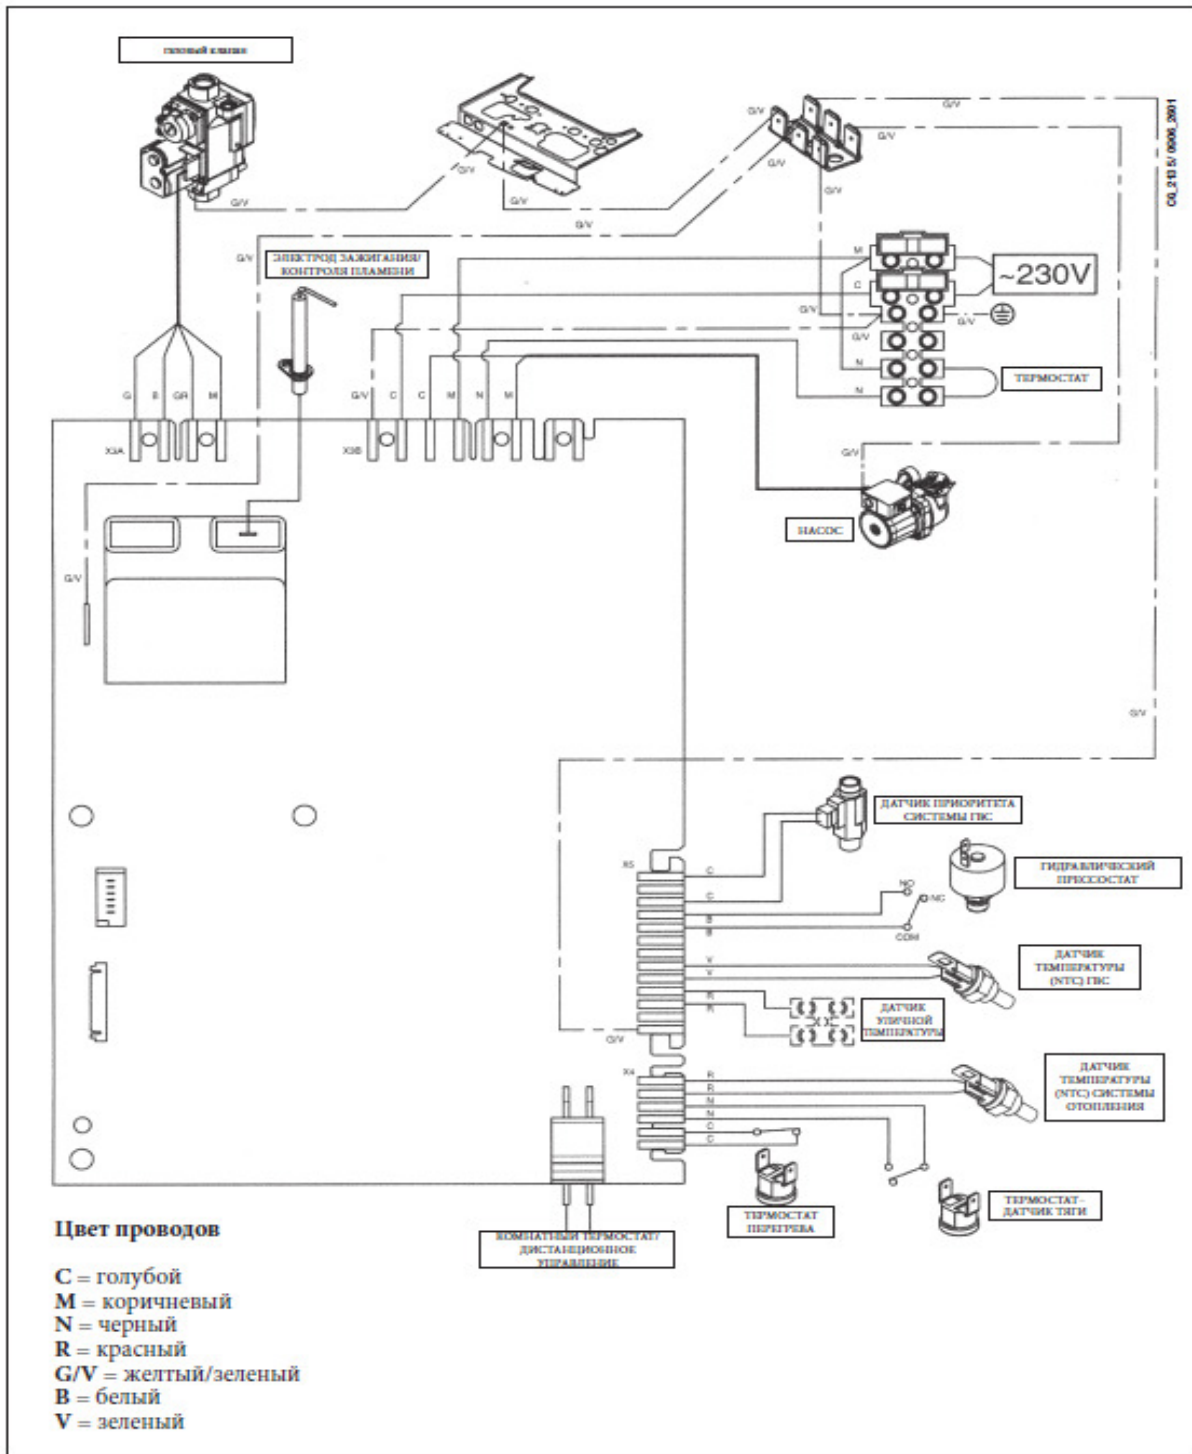 газовый клапан
G/V
G/V
G/V
G/V
G/V
G/V
G/V
G/V
G/V
G/V
CG_2135/ 0906_2601
ЭЛЕКТРОД ЗАЖИГАНИЯ/
КОНТРОЛЯ ПЛАМЕНИ
M
C
~230V
G/V
G/V
G/V
N
N
ТЕРМОСТАТ
G
B
GR
M
G/V
C
C
M
N
M
X3A
X3B
G/V
НАСОС
G/V
G/V
ДАТЧИК ПРИОРИТЕТА
СИСТЕМЫ ГВС
X5
C
C
B
B
NO
NC
COM
ГИДРАВЛИЧЕСКИЙ
ПРЕССОСТАТ
V
V
ДАТЧИК
ТЕМПЕРАТУРЫ
(NTC) ГВС
R
R
ДАТЧИК
УЛИЧНОЙ
ТЕМПЕРАТУРЫ
G/V
X4
R
R
N
N
C
C
ДАТЧИК
ТЕМПЕРАТУРЫ
(NTC) СИСТЕМЫ
ОТОПЛЕНИЯ
ТЕРМОСТАТ
ПЕРЕГРЕВА
ТЕРМОСТАТ-
ДАТЧИК ТЯГИ
КОМНАТНЫЙ ТЕРМОСТАТ/
ДИСТАНЦИОННОЕ
УПРАВЛЕНИЕ
Цвет проводов
C = голубой
M = коричневый
N = черный
R = красный
G/V = желтый/зеленый
B = белый
V = зеленый